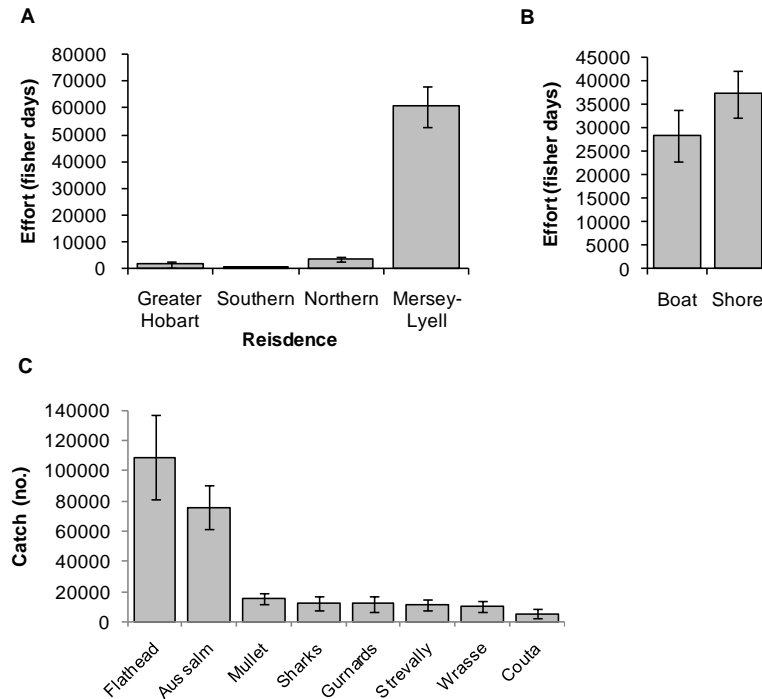 A
Effort (fisher days)
80000
70000
60000
50000
40000
30000
20000
10000
0
Greater Hobart
Southern
Northern
Mersey-Lyell
Reisdence
B
Effort (fisher days)
45000
40000
35000
30000
25000
20000
15000
10000
5000
0
Boat Shore
C
Catch (no.)
140000
120000
100000
80000
60000
40000
20000
0
Flathead
Aus salm
Mullet
Sharks
Gurnards
Strevally
Wrasse
Couta